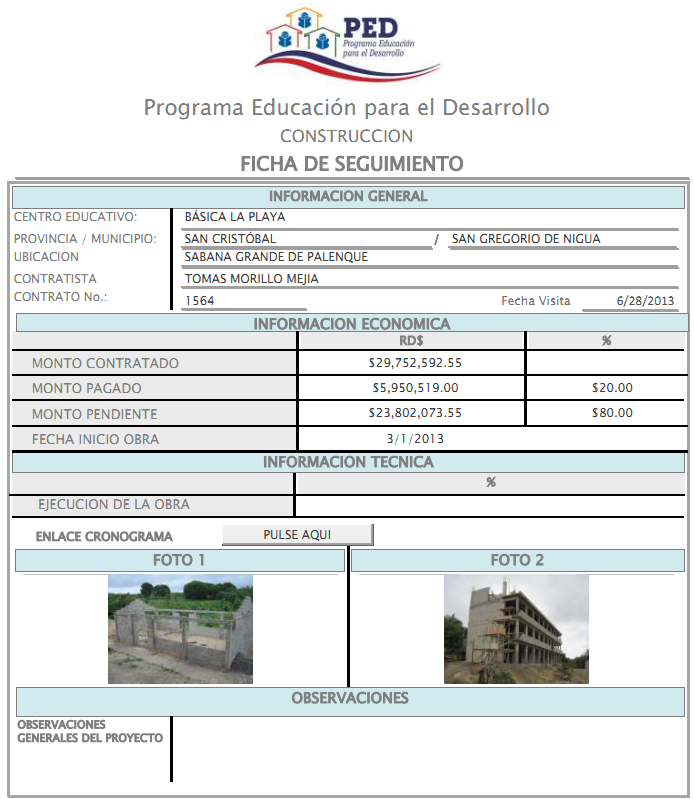 PED
Programa Educación
para el Desarrollo
Programa Educación para el Desarrollo
CONSTRUCCION
FICHA DE SEGUIMIENTO
INFORMACION GENERAL
CENTRO EDUCATIVO: BÁSICA LA PLAYA
PROVINCIA / MUNICIPIO: SAN CRISTÓBAL / SAN GREGORIO DE NIGUA
UBICACION SABANA GRANDE DE PALENQUE
CONTRATISTA TOMAS MORILLO MEJIA
CONTRATO No.: 1564 Fecha Visita 6/28/2013
INFORMACION ECONOMICA
RD$ %
MONTO CONTRATADO $29,752,592.55
MONTO PAGADO $5,950,519.00 $20.00
MONTO PENDIENTE $23,802,073.55 $80.00
FECHA INICIO OBRA 3/1/2013
INFORMACION TECNICA
%
EJECUCION DE LA OBRA
ENLACE CRONOGRAMA PULSE AQUI
FOTO 1 FOTO 2
OBSERVACIONES
OBSERVACIONES
GENERALES DEL PROYECTO